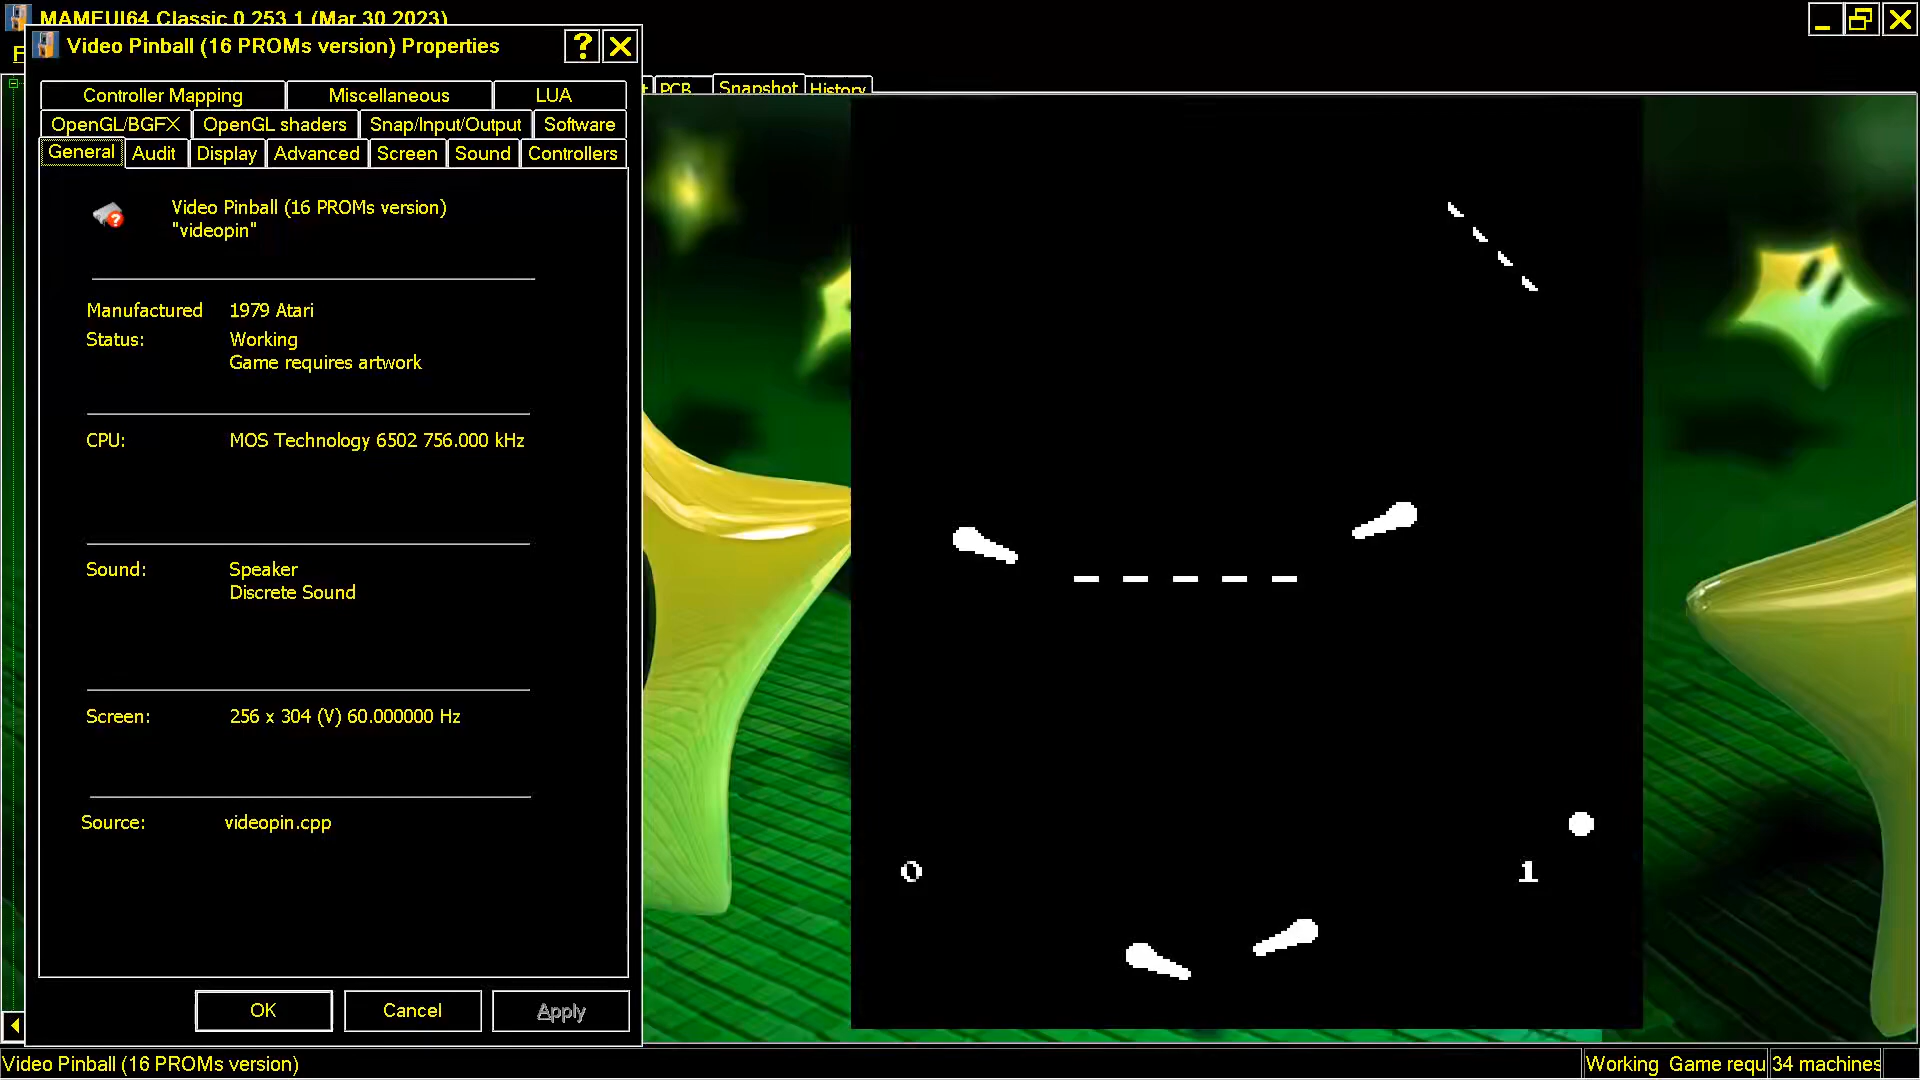 MAMEUI64 Classic 0.253.1 (Mar 30 2023)
Video Pinball (16 PROMs version) Properties
F
PCB
Snapshot
History
Controller Mapping
Miscellaneous
LUA
OpenGL/BGFX
OpenGL shaders
Snap/Input/Output
Software
General
Audit
Display
Advanced
Screen
Sound
Controllers
Video Pinball (16 PROMs version)
"videopin"
Manufactured 1979 Atari
Status: Working
Game requires artwork
CPU: MOS Technology 6502 756.000 kHz
Sound: Speaker
Discrete Sound
Screen: 256 x 304 (V) 60.000000 Hz
Source: videopin.cpp
0
1
OK
Cancel
Apply
Video Pinball (16 PROMs version)
Working Game requ
34 machines